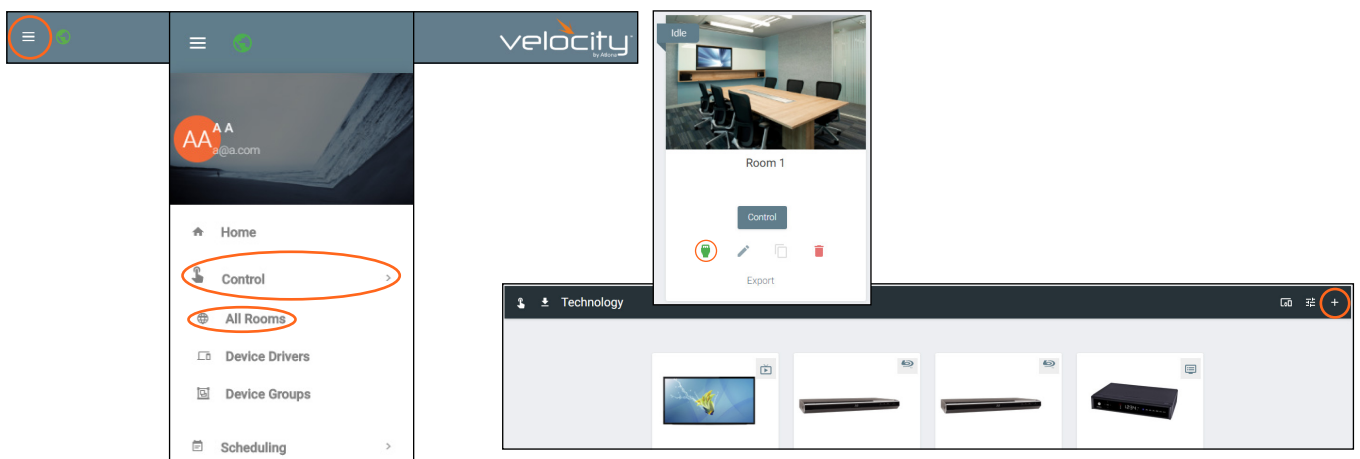 velocity
by Atlona
AA
A A
a@a.com
Home
Control
All Rooms
Device Drivers
Device Groups
Scheduling
Idle
Room 1
Control
Export
Technology